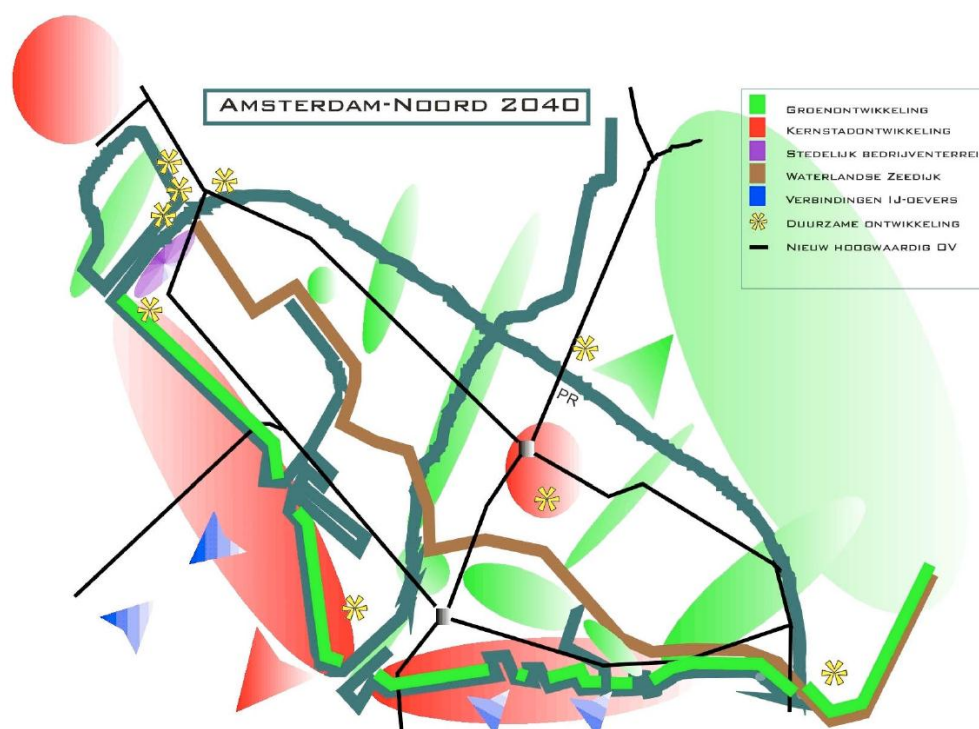 Amsterdam-Noord 2040
Groenontwikkeling
Kernstadontwikkeling
Stedelijk bedrijventerrei
Waterlandse Zeedijk
Verbindingen IJ-oevers
Duurzame ontwikkeling
Nieuw hoogwaardig OV
PR